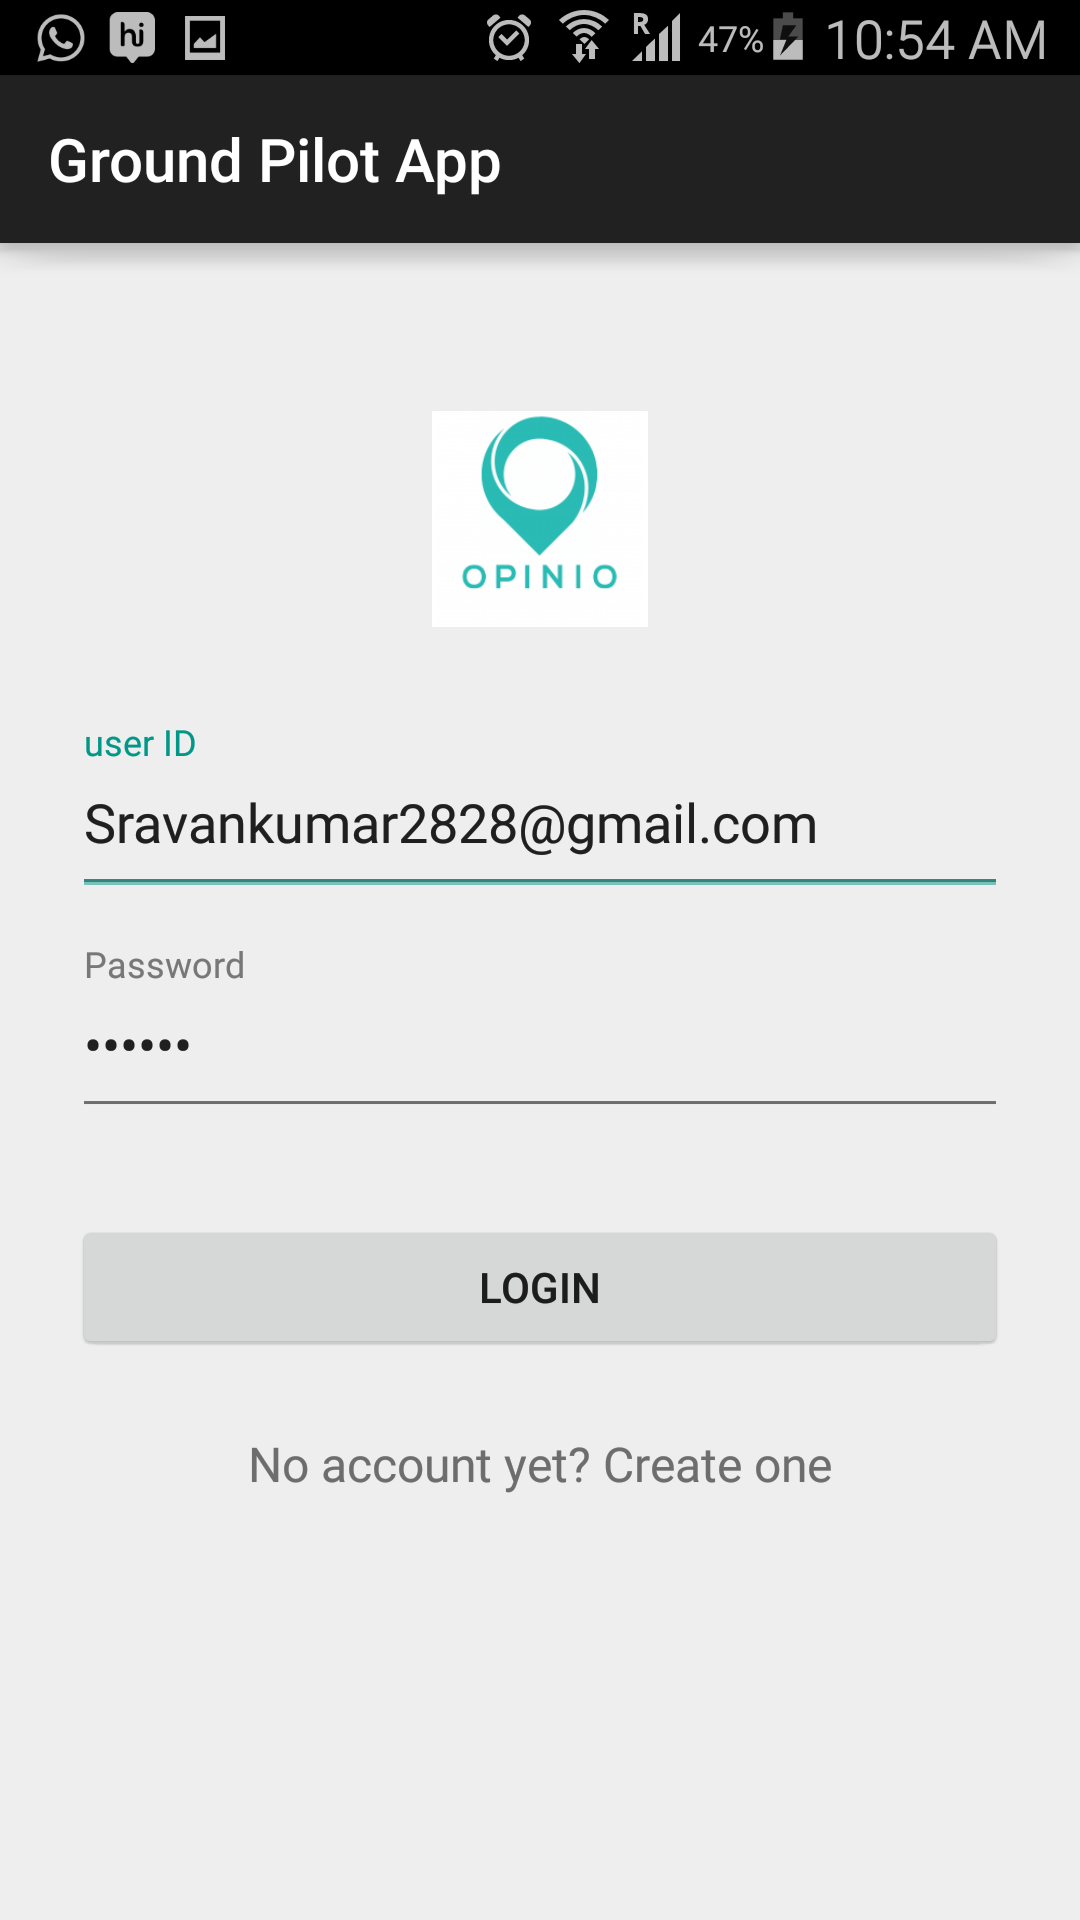 hi R 47% 10:54 AM
Ground Pilot App
OPINIO
user ID
Sravankumar2828@gmail.com
Password
••••••
LOGIN
No account yet? Create one